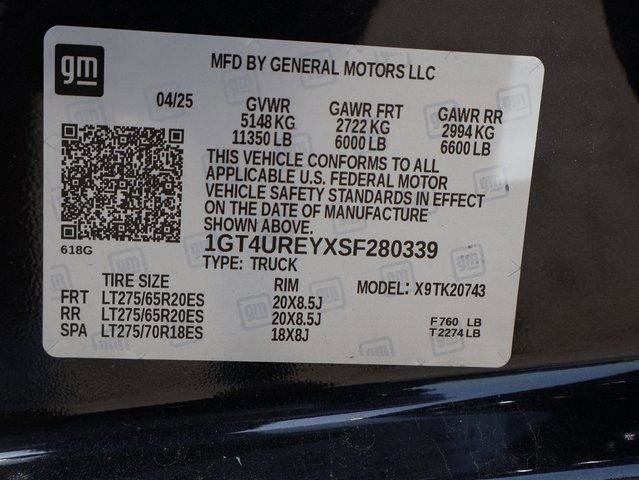 gm
MFD BY GENERAL MOTORS LLC
04/25 GVWR GAWR FRT GAWR RR
5148 KG 2722 KG 2994 KG
11350 LB 6000 LB 6600 LB
THIS VEHICLE CONFORMS TO ALL
APPLICABLE U.S. FEDERAL MOTOR
VEHICLE SAFETY STANDARDS IN EFFECT
ON THE DATE OF MANUFACTURE
SHOWN ABOVE.
618G
1GT4UREYXSF280339
TYPE: TRUCK
TIRE SIZE RIM MODEL: X9TK20743
FRT LT275/65R20ES 20X8.5J
RR LT275/65R20ES 20X8.5J F 760 LB
SPA LT275/70R18ES 18X8J T 2274 LB